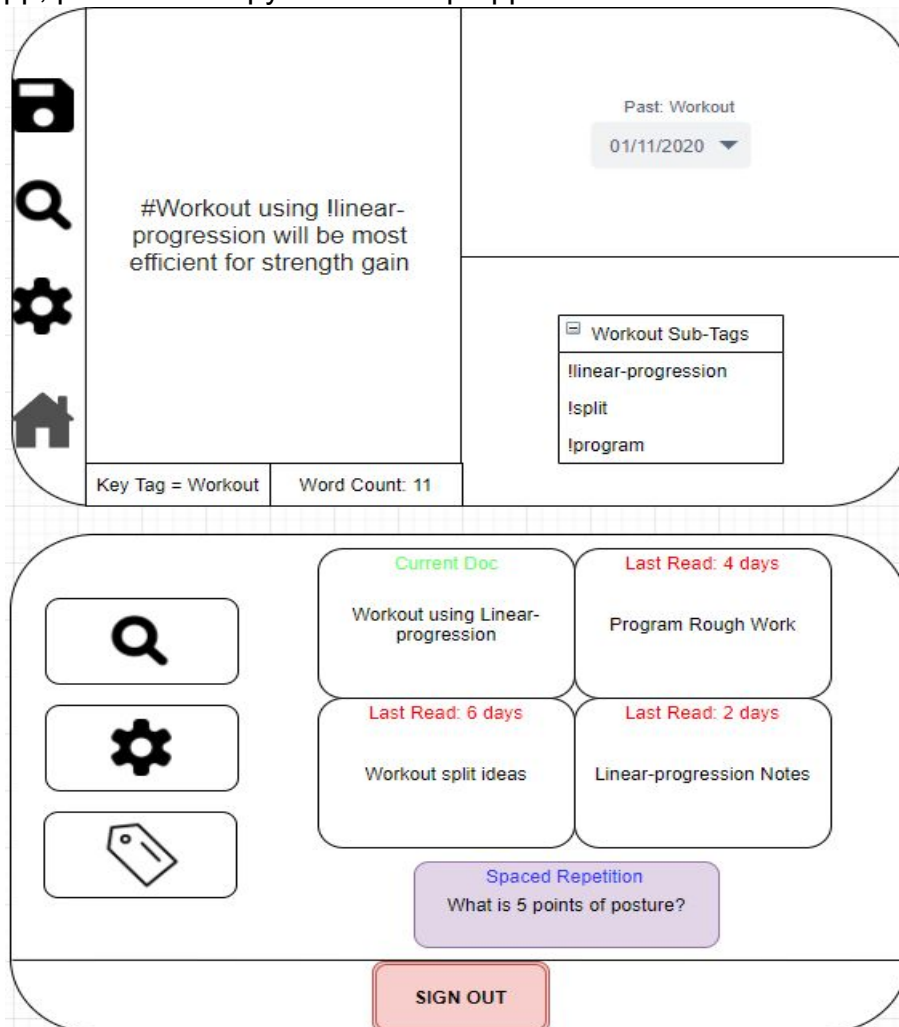 Past: Workout
01/11/2020
#Workout using !linear-
progression will be most
efficient for strength gain
Workout Sub-Tags
!linear-progression
!split
!program
Key Tag = Workout
Word Count: 11
Current Doc
Workout using Linear-
progression
Last Read: 4 days
Program Rough Work
Last Read: 6 days
Workout split ideas
Last Read: 2 days
Linear-progression Notes
Spaced Repetition
What is 5 points of posture?
SIGN OUT